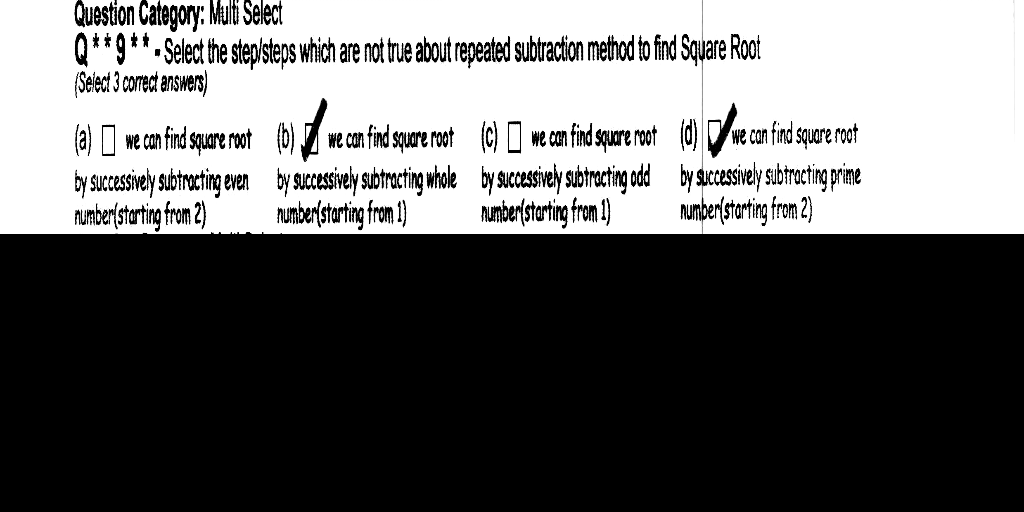 Question Category: Multi Select
Q**9** - Select the step/steps which are not true about repeated subtraction method to find Square Root
(Select 3 correct answers)
(a) ☐ we can find square root (b) ☑ we can find square root (c) ☐ we can find square root (d) ☑ we can find square root
by successively subtracting even by successively subtracting whole by successively subtracting odd by successively subtracting prime
number(starting from 2) number(starting from 1) number(starting from 1) number(starting from 2)